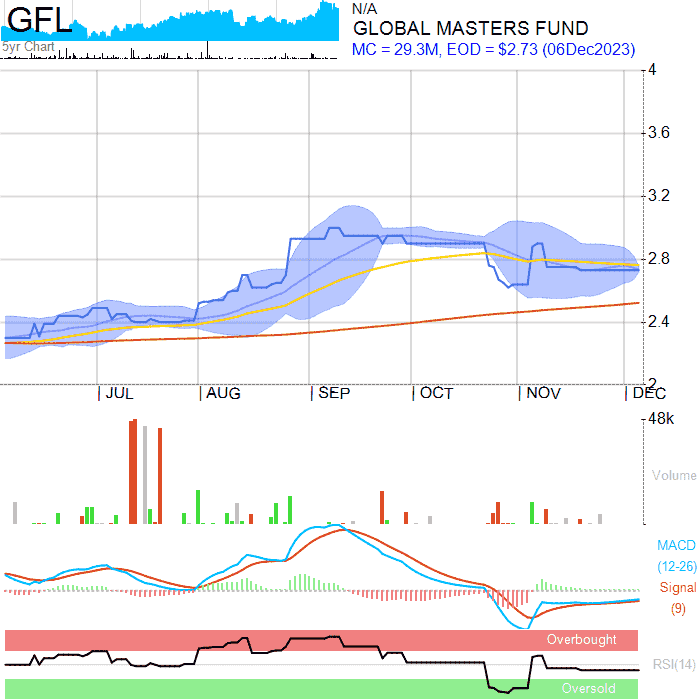 GFL
5yr Chart
N/A
GLOBAL MASTERS FUND
MC = 29.3M, EOD = $2.73 (06Dec2023)
4
3.6
3.2
2.8
2.4
2
JUL AUG SEP OCT NOV DEC
48k
Volume
MACD
(12-26)
Signal
(9)
Overbought
RSI(14)
Oversold